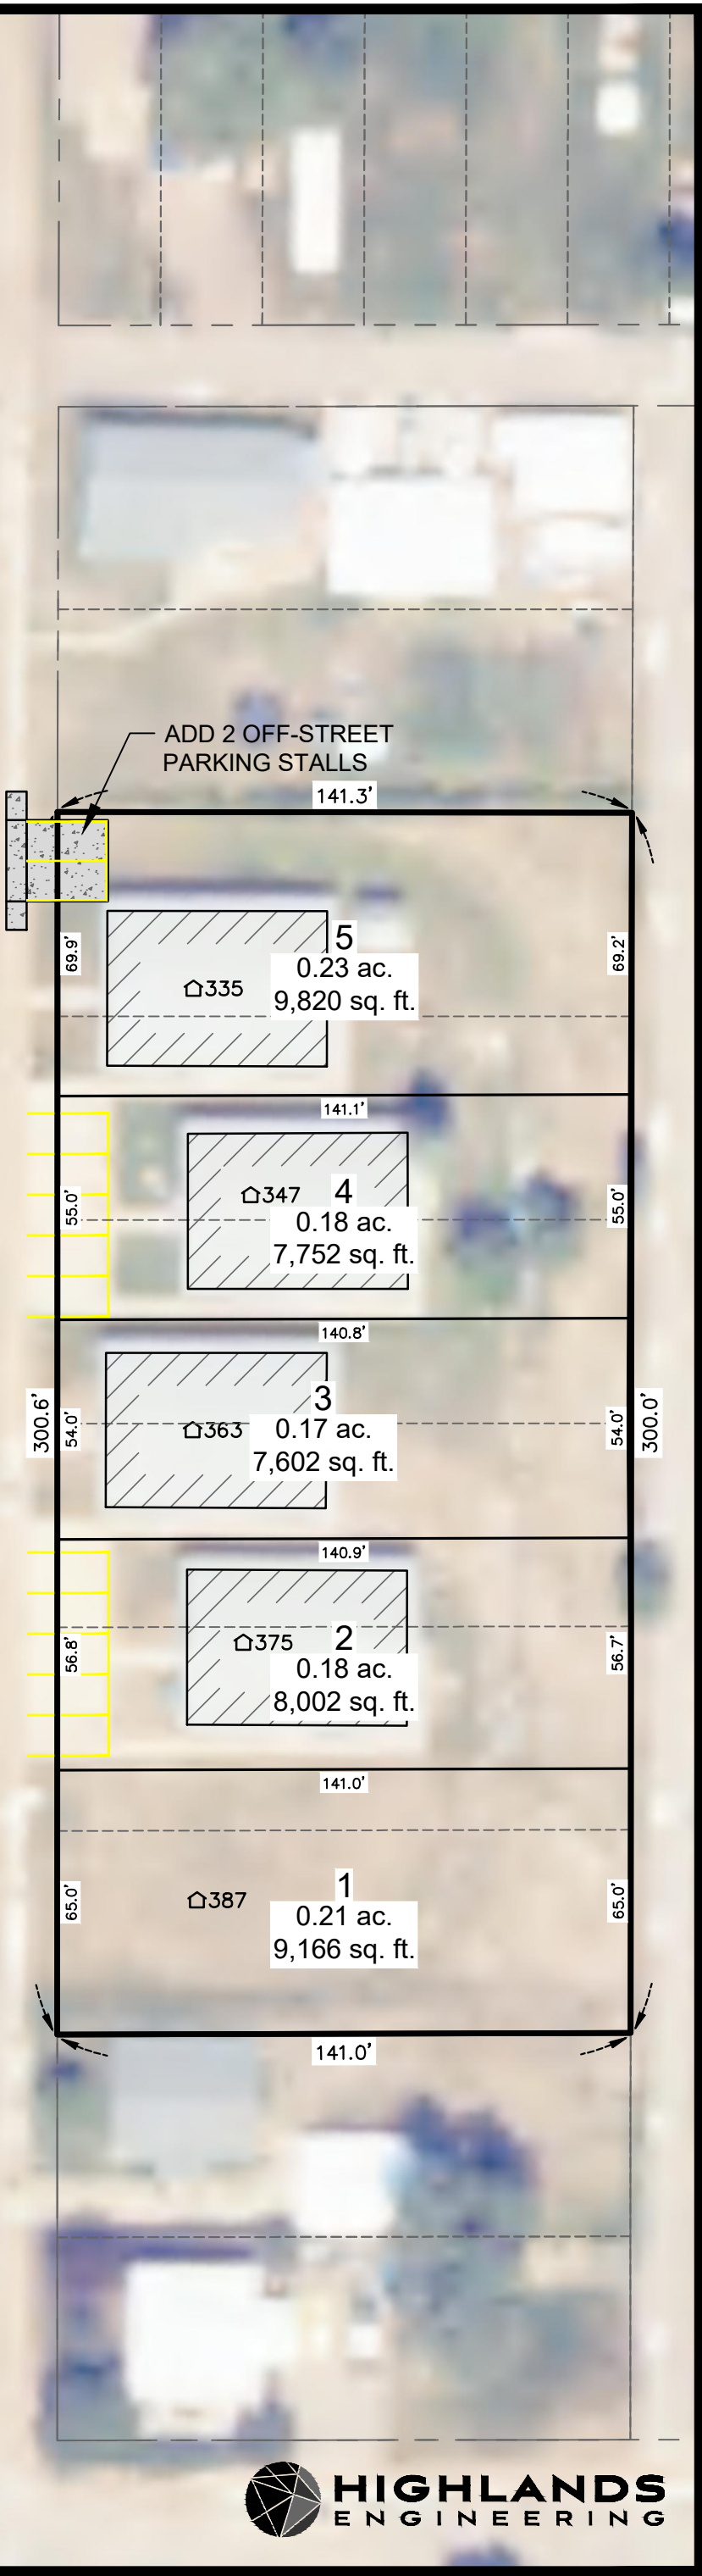 ADD 2 OFF-STREET
PARKING STALLS
141.3'
69.9'
69.2'
5
0.23 ac.
9,820 sq. ft.
335
141.1'
55.0'
55.0'
347
4
0.18 ac.
7,752 sq. ft.
140.8'
300.6'
54.0'
54.0'
300.0'
3
363
0.17 ac.
7,602 sq. ft.
140.9'
56.8'
56.7'
375
2
0.18 ac.
8,002 sq. ft.
141.0'
65.0'
65.0'
1
387
0.21 ac.
9,166 sq. ft.
141.0'
HIGHLANDS
ENGINEERING